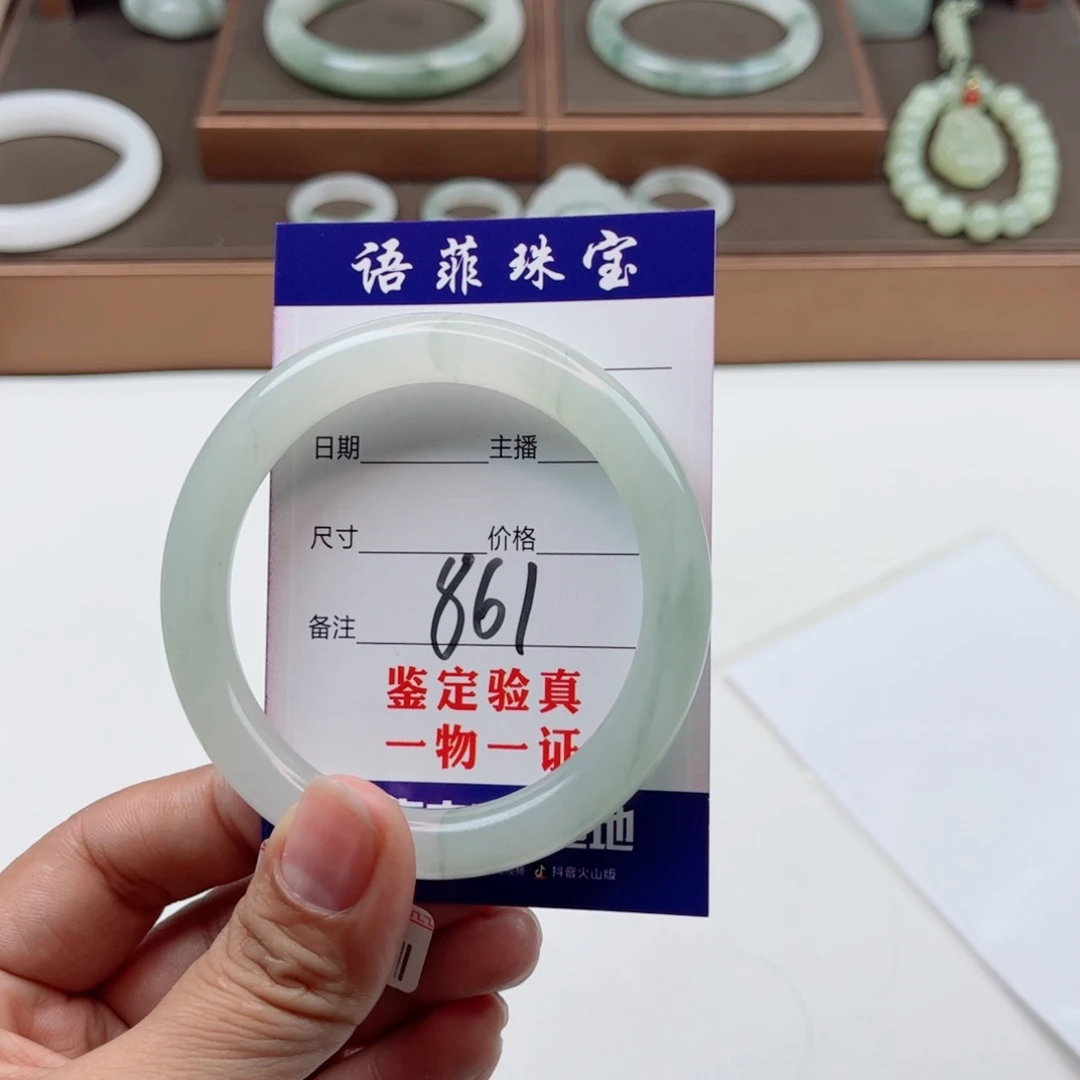 语菲珠宝
日期 主播
尺寸 价格
861
备注
鉴定验真
一物一证
地
抖音火山版